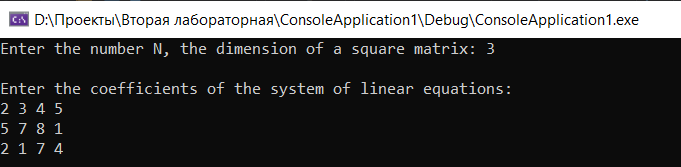 D:\Проекты\Вторая лабораторная\ConsoleApplication1\Debug\ConsoleApplication1.exe
Enter the number N, the dimension of a square matrix: 3
Enter the coefficients of the system of linear equations:
2 3 4 5
5 7 8 1
2 1 7 4